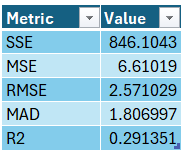 Metric Value
SSE 846.1043
MSE 6.61019
RMSE 2.571029
MAD 1.806997
R2 0.291351